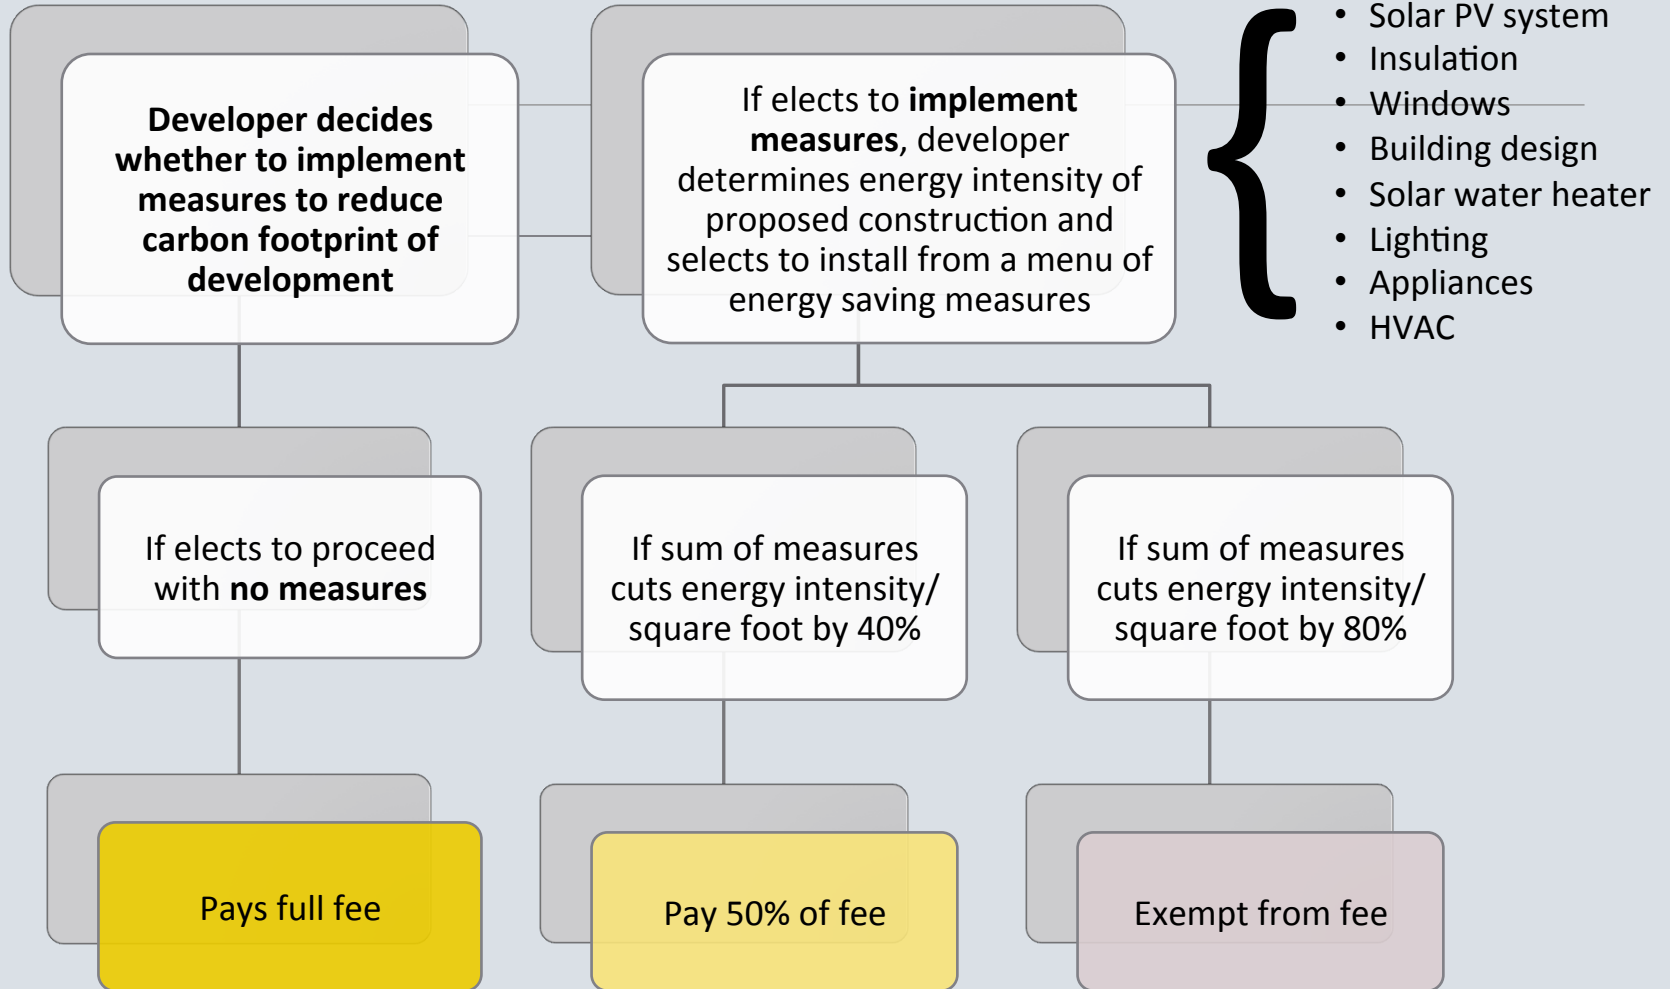 Developer decides
whether to implement
measures to reduce
carbon footprint of
development
If elects to implement
measures, developer
determines energy intensity of
proposed construction and
selects to install from a menu of
energy saving measures
{
• Solar PV system
• Insulation
• Windows
• Building design
• Solar water heater
• Lighting
• Appliances
• HVAC
If elects to proceed
with no measures
If sum of measures
cuts energy intensity/
square foot by 40%
If sum of measures
cuts energy intensity/
square foot by 80%
Pays full fee
Pay 50% of fee
Exempt from fee